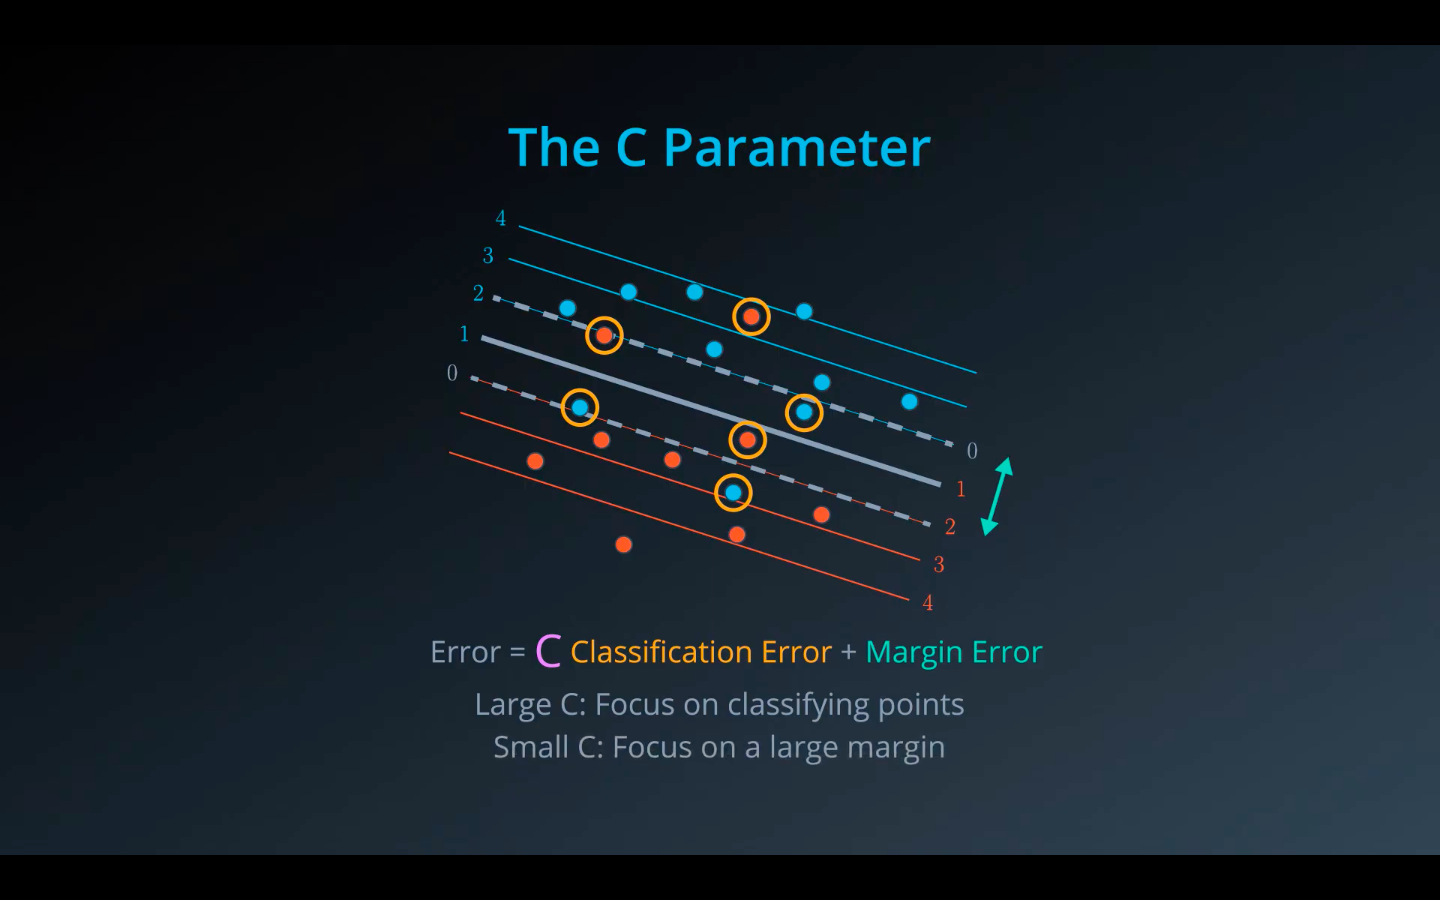 The C Parameter
4
3
2
1
0
0
1
2
3
4
Error = C Classification Error + Margin Error
Large C: Focus on classifying points
Small C: Focus on a large margin